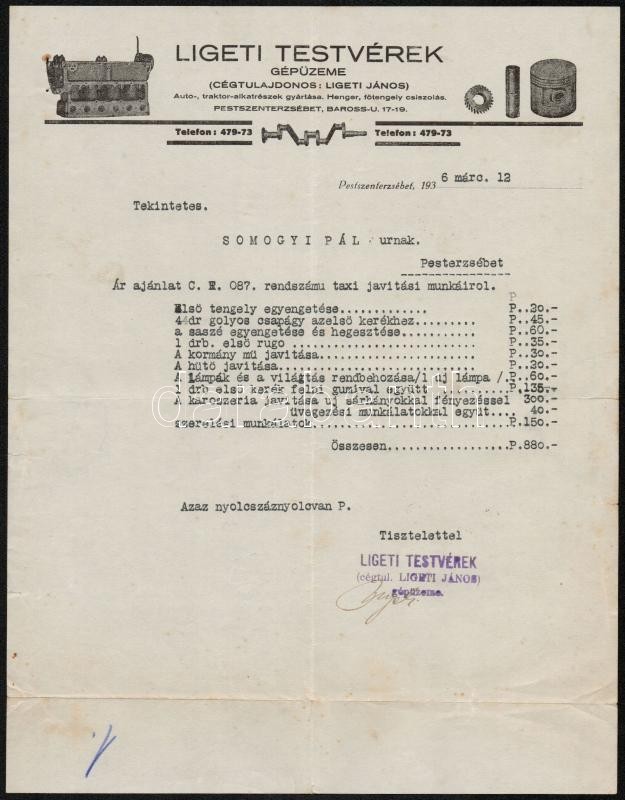 LIGETI TESTVÉREK
GÉPÜZEME
(CÉGTULAJDONOS: LIGETI JÁNOS)
Auto-, traktor-alkatrészek gyártása. Henger, főtengely csiszolás.
PESTSZENTERZSÉBET, BAROSS-U. 17-19.
Telefon: 479-73 Telefon: 479-73
Pestszenterzsébet, 193 6 márc. 12
Tekintetes.
SOMOGYI PÁL urnak.
Pesterzsébet
Ár ajánlat C. 087. rendszámu taxi javitási munkáirol.
P
Első tengely egyengetése.............P..20.-
4 dr golyos csapágy azelső kerékhez.........P..45.-
a saszé egyengetése és hegesztése...........P..60.-
1 drb. első rugo ...........................P..35.-
A kormány mü javitása.......................P..30.-
A hütő javitása.............................P..30.-
A lámpák és a világtás rendbehozása/1 uj lámpa /.P...60.-
1 drb első kerék felni gumival együtt........P.135.-
A karoszeria javitása uj sárhányokkal fényezéssel 300.-
üvegezési munkálatokkal együtt.... 40.-
szerelési munkálatok........................P.150.-
Összesen.................P.880.-
Azaz nyolcszáznyolcvan P.
Tisztelettel
LIGETI TESTVÉREK
(cégtul. LIGETI JÁNOS)
gépüzeme.
darabanth